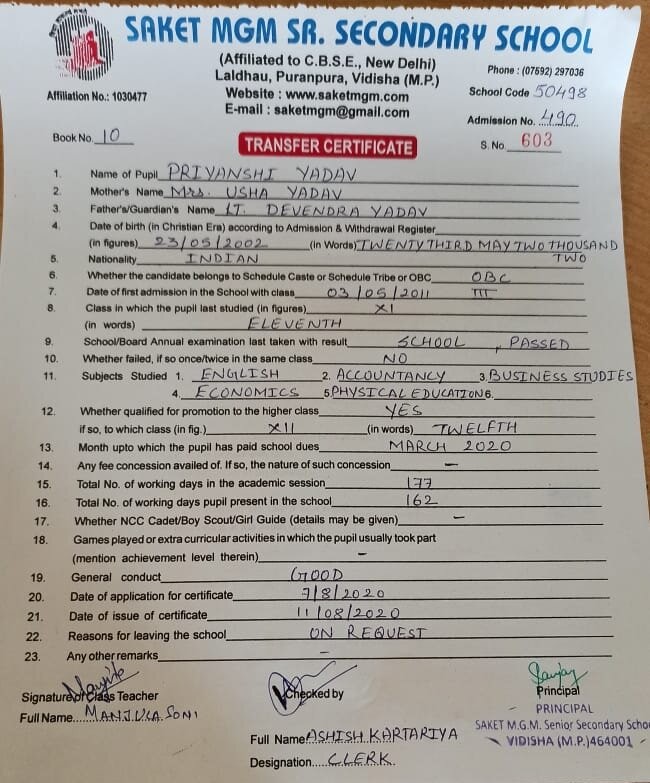 SAKET MGM SR. SECONDARY SCHOOL
(Affiliated to C.B.S.E., New Delhi)
Laldhau, Puranpura, Vidisha (M.P.)
Phone : (07592) 297036
Affiliation No.: 1030477
Website : www.saketmgm.com
School Code 50498
E-mail : saketmgm@gmail.com
Admission No. 490
Book No. 10
TRANSFER CERTIFICATE
S. No. 603
1. Name of Pupil PRIYANSHI YADAV
2. Mother's Name Mrs. USHA YADAV
3. Father's/Guardian's Name LT. DEVENDRA YADAV
4. Date of birth (in Christian Era) according to Admission & Withdrawal Register
(in figures) 23/05/2002 (in Words) TWENTY THIRD MAY TWO THOUSAND
TWO
5. Nationality INDIAN
6. Whether the candidate belongs to Schedule Caste or Schedule Tribe or OBC OBC
7. Date of first admission in the School with class 03/05/2011 III
8. Class in which the pupil last studied (in figures) XI
(in words) ELEVENTH
9. School/Board Annual examination last taken with result SCHOOL, PASSED
10. Whether failed, if so once/twice in the same class NO
11. Subjects Studied 1. ENGLISH 2. ACCOUNTANCY 3. BUSINESS STUDIES
4. ECONOMICS 5. PHYSICAL EDUCATION 6.
12. Whether qualified for promotion to the higher class YES
if so, to which class (in fig.) XII (in words) TWELFTH
13. Month upto which the pupil has paid school dues MARCH 2020
14. Any fee concession availed of. If so, the nature of such concession —
15. Total No. of working days in the academic session 177
16. Total No. of working days pupil present in the school 162
17. Whether NCC Cadet/Boy Scout/Girl Guide (details may be given) —
18. Games played or extra curricular activities in which the pupil usually took part
(mention achievement level therein) —
19. General conduct GOOD
20. Date of application for certificate 7/8/2020
21. Date of issue of certificate 11/08/2020
22. Reasons for leaving the school ON REQUEST
23. Any other remarks —
Signature of Class Teacher
Checked by
Principal
Full Name.... MANJULA SONI
PRINCIPAL
SAKET M.G.M. Senior Secondary Scho
VIDISHA (M.P.) 464001
Full Name ASHISH KARTARIYA
Designation..... CLERK